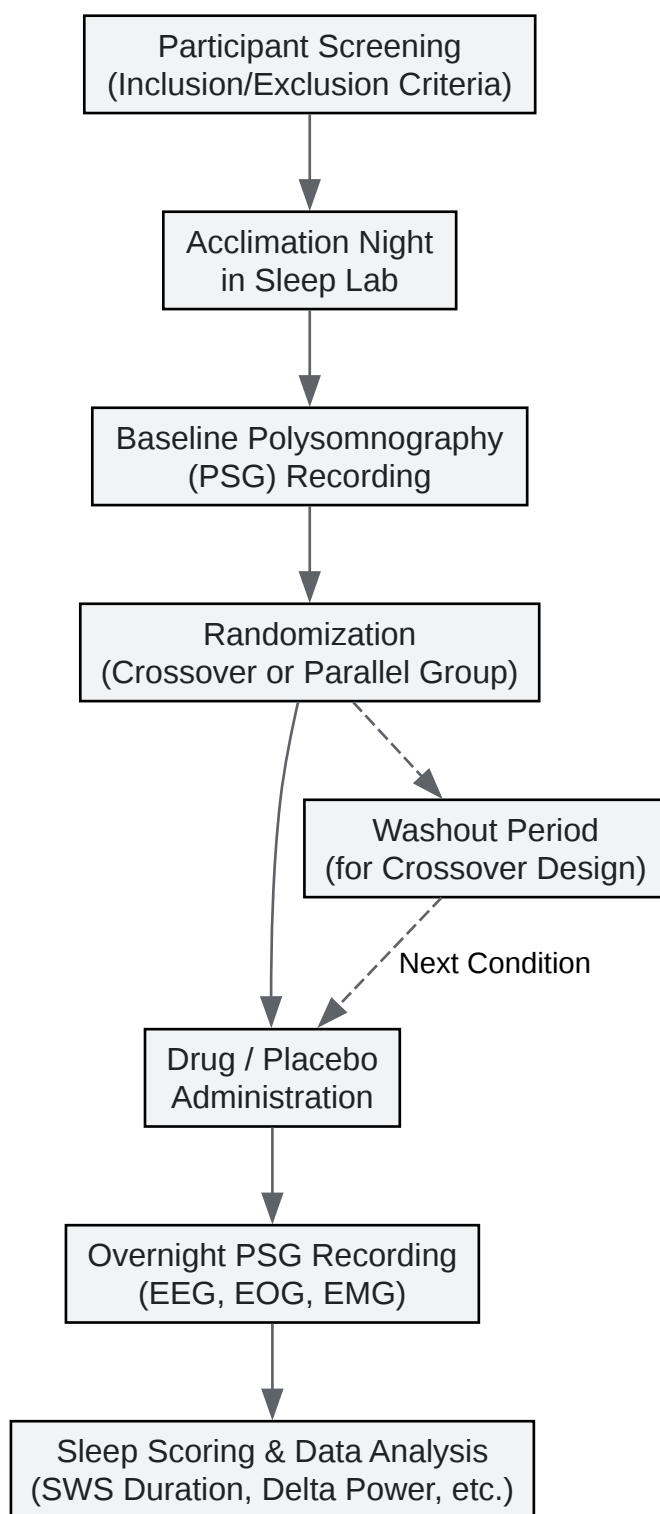 Participant Screening
(Inclusion/Exclusion Criteria)
Acclimation Night
in Sleep Lab
Baseline Polysomnography
(PSG) Recording
Randomization
(Crossover or Parallel Group)
Washout Period
(for Crossover Design)
Next Condition
Drug / Placebo
Administration
Overnight PSG Recording
(EEG, EOG, EMG)
Sleep Scoring & Data Analysis
(SWS Duration, Delta Power, etc.)